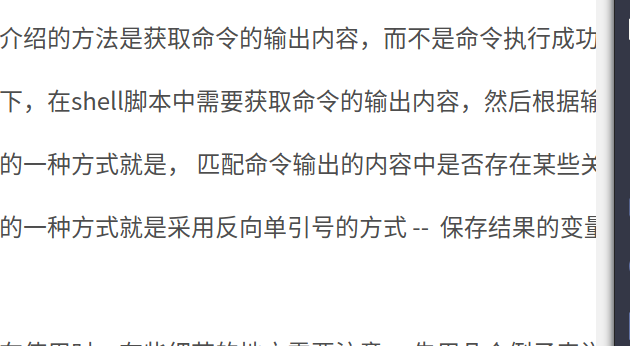 介绍的方法是获取命令的输出内容，而不是命令执行成功
下，在shell脚本中需要获取命令的输出内容，然后根据输
的一种方式就是， 匹配命令输出的内容中是否存在某些关
的一种方式就是采用反向单引号的方式 -- 保存结果的变量